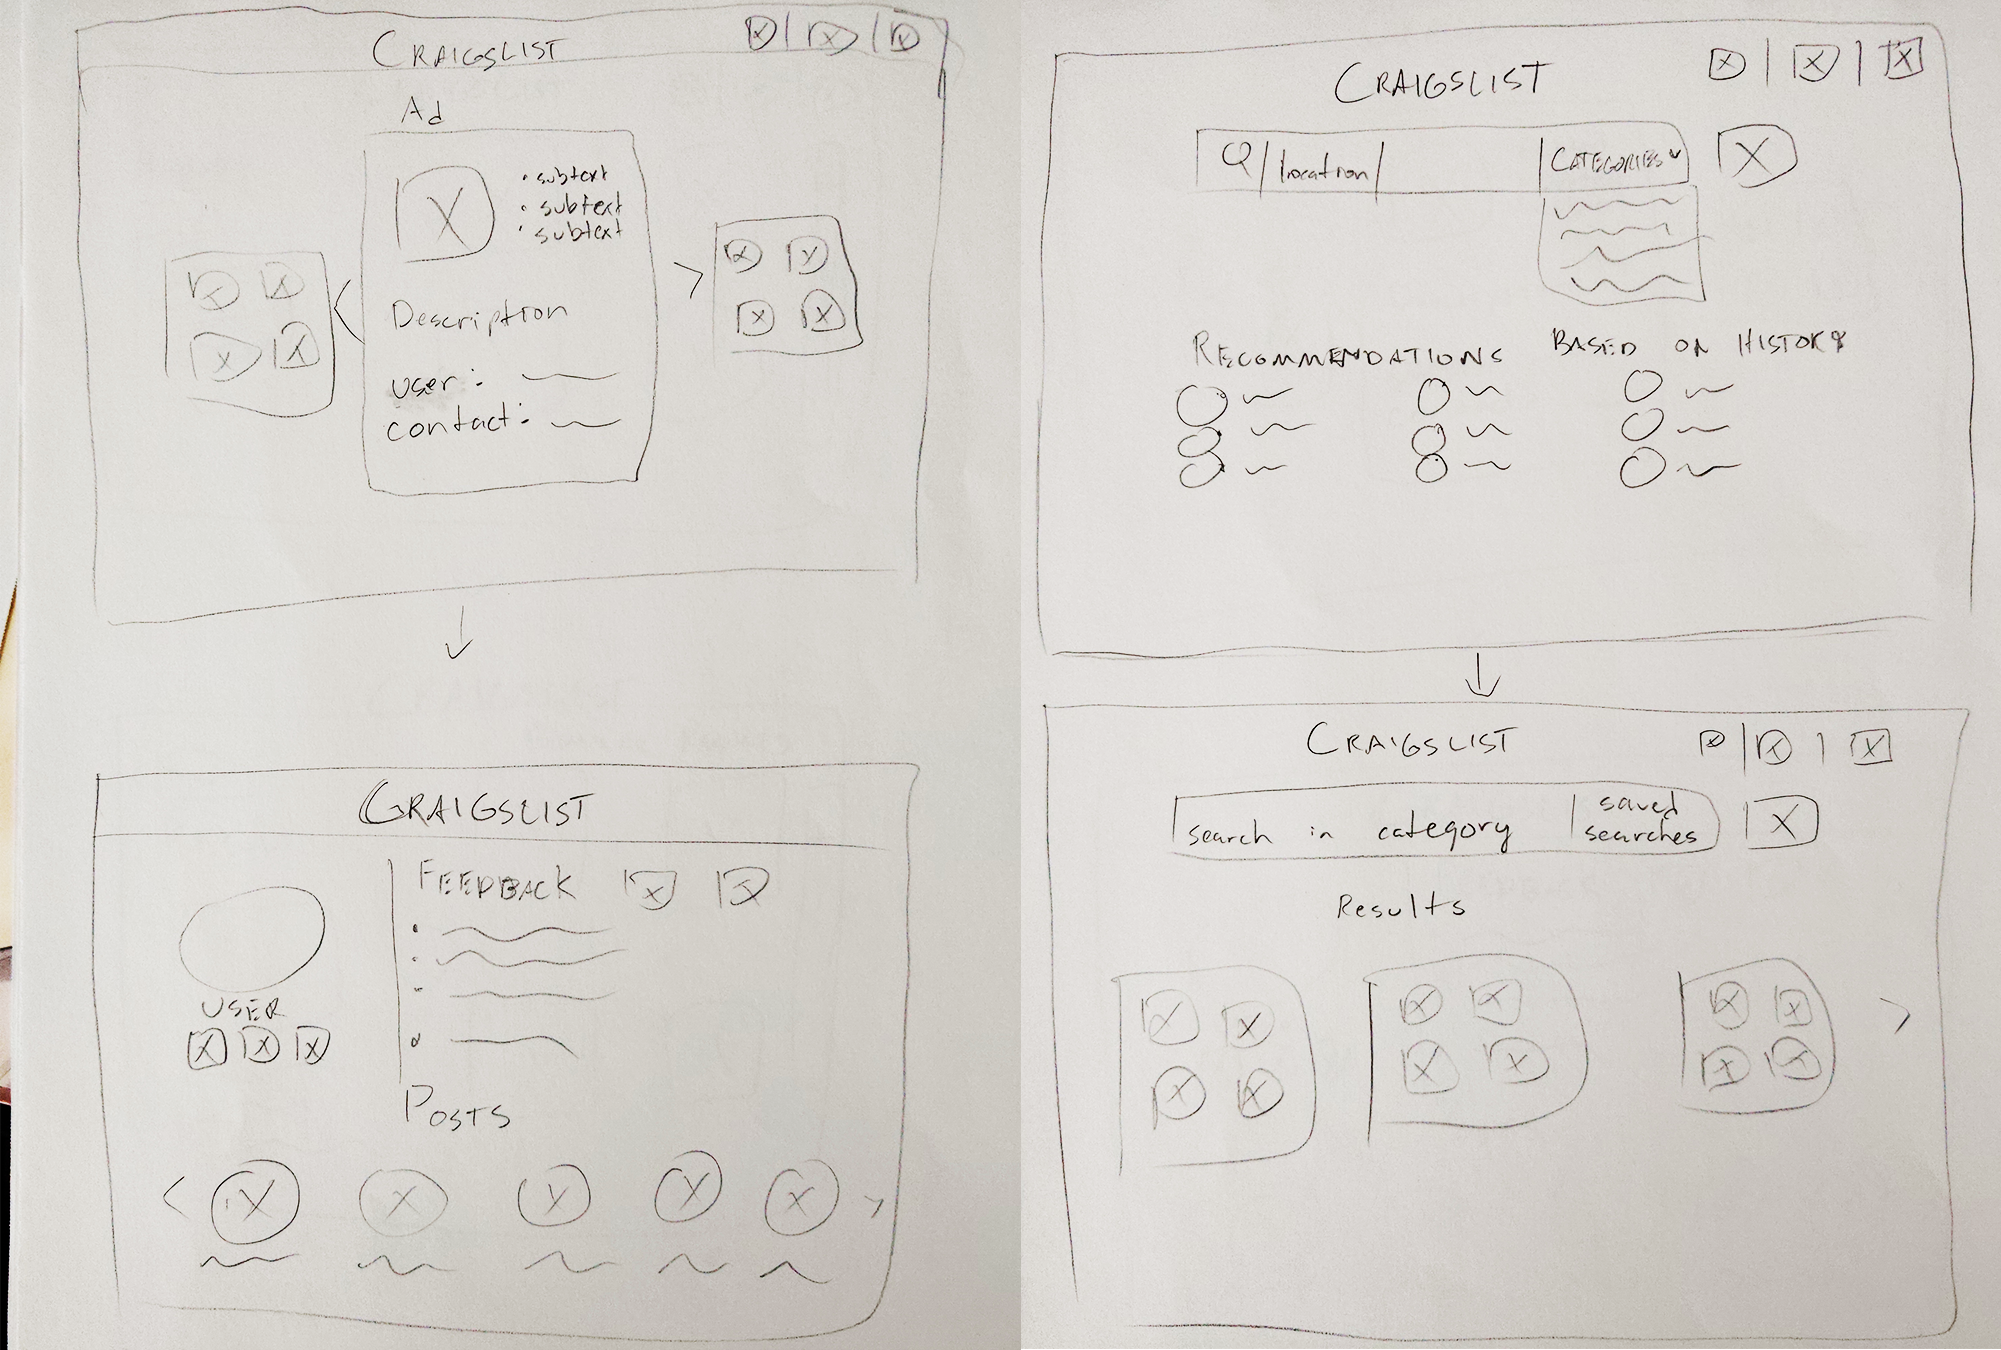 CRAIGSLIST
Ad
• subtext
• subtext
• subtext
Description
user:
contact:
CRAIGSLIST
FEEDBACK
USER
POSTS
CRAIGSLIST
location
CATEGORIES
RECOMMENDATIONS BASED ON HISTORY
CRAIGSLIST
search in category
saved
searches
Results